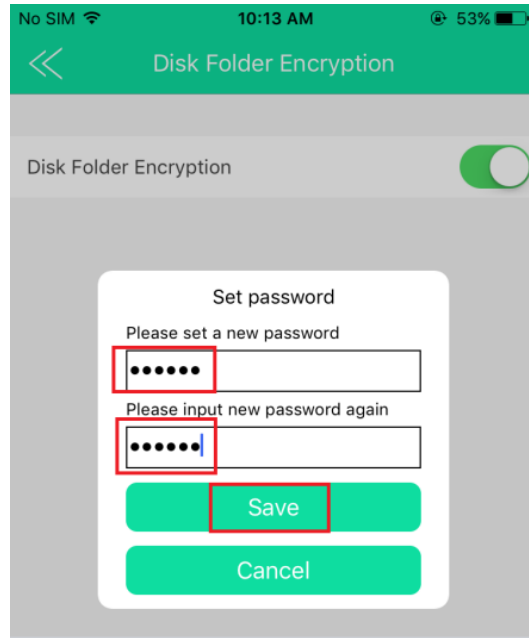 No SIM 10:13 AM 53%
Disk Folder Encryption
Disk Folder Encryption
Set password
Please set a new password
●●●●●●
Please input new password again
●●●●●●
Save
Cancel